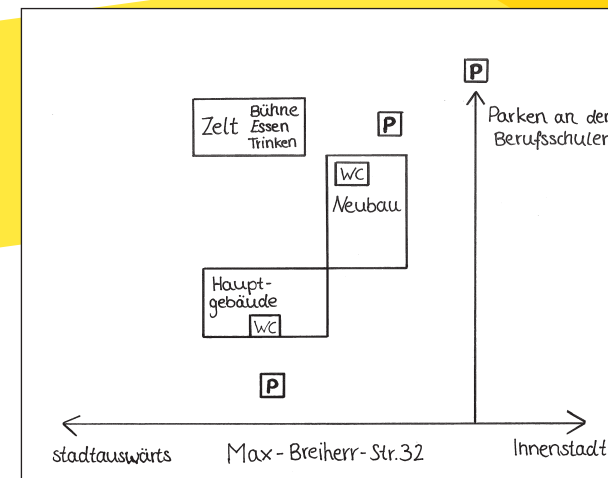 P
Zelt Bühne
Essen
Trinken
P
Parken an der
Berufsschulen
WC
Neubau
Haupt-
gebäude
WC
P
stadtauswärts
Max-Breiherr-Str.32
Innenstadt